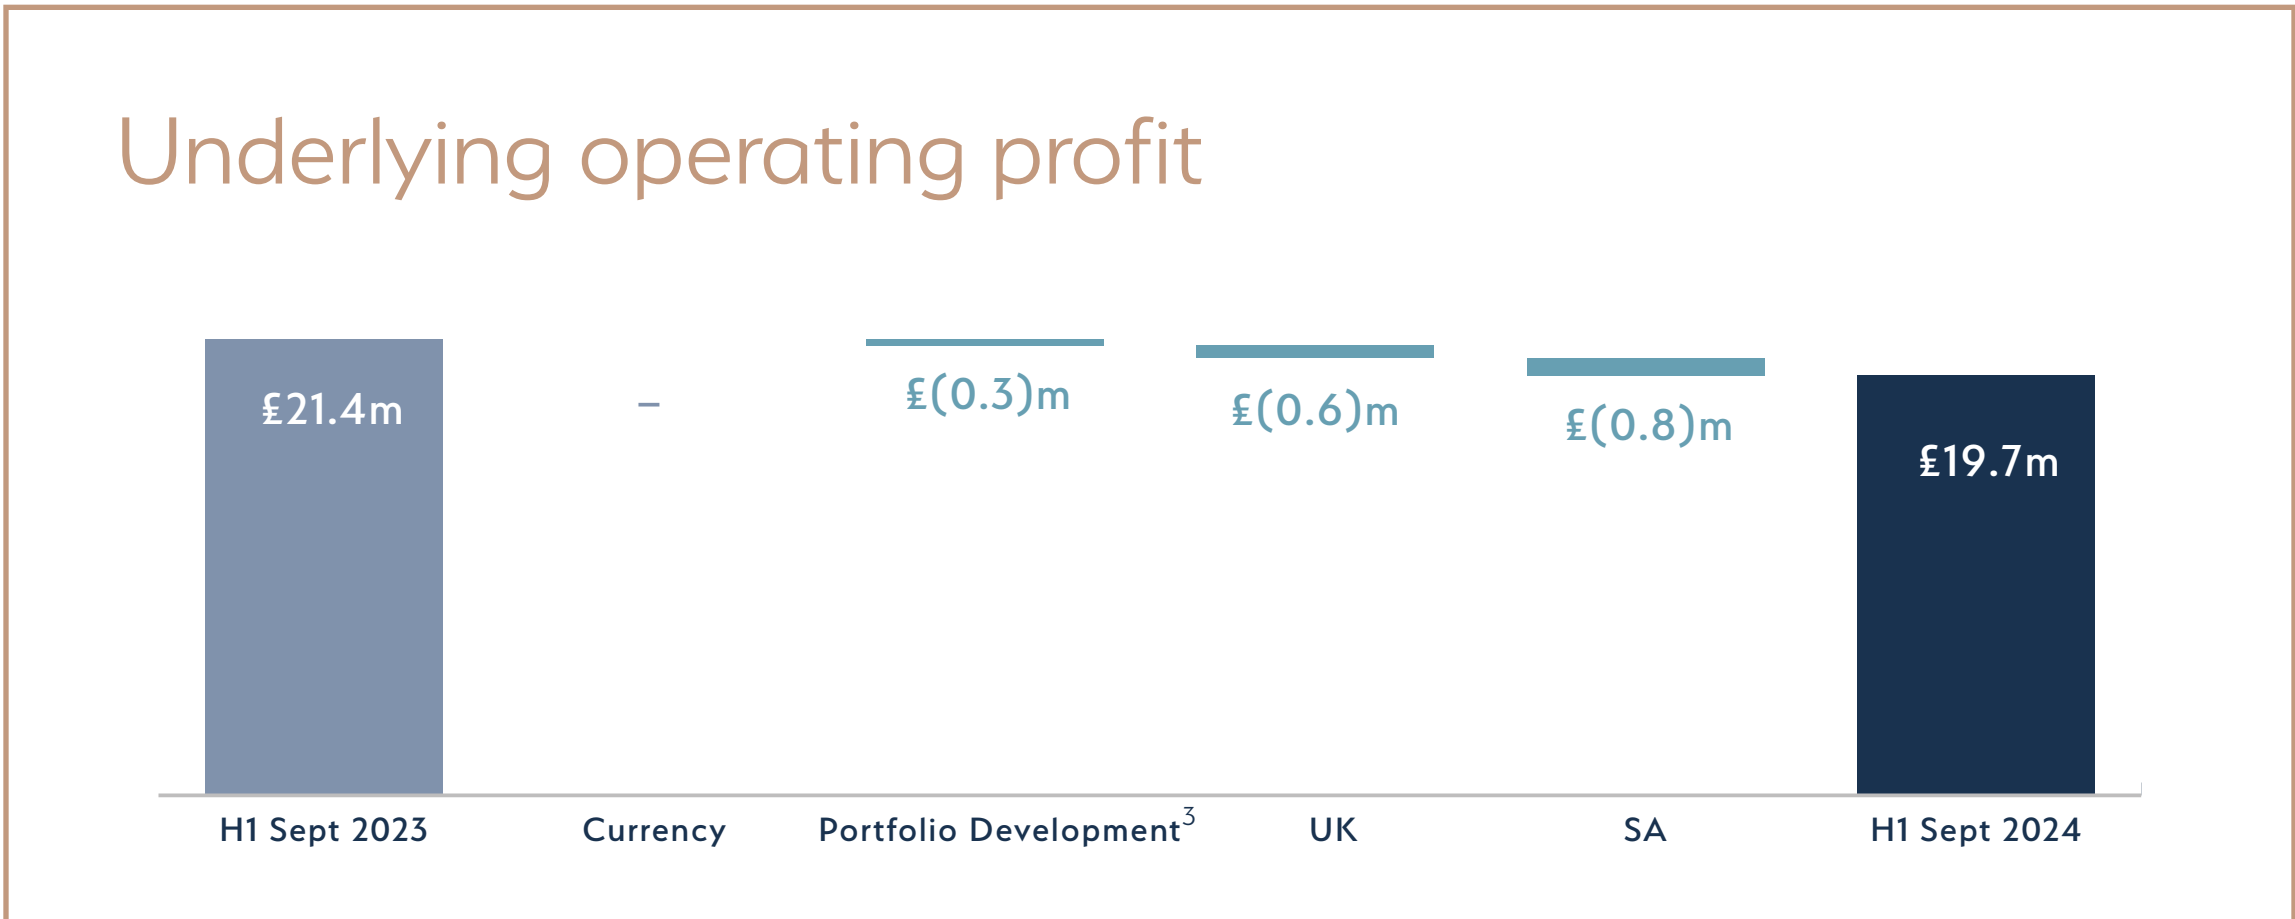 Underlying operating profit
£21.4m
–
£(0.3)m
£(0.6)m
£(0.8)m
£19.7m
H1 Sept 2023
Currency
Portfolio Development³
UK
SA
H1 Sept 2024